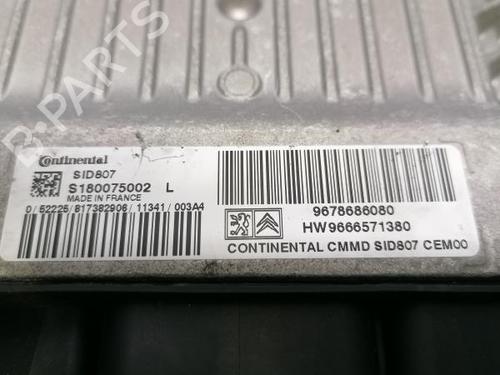 B-PARTS
Continental
SID807
S180075002 L
MADE IN FRANCE
0/52225/817382906/11341/003A4
9678686080
HW9666571380
CONTINENTAL CMMD SID807 CEM00